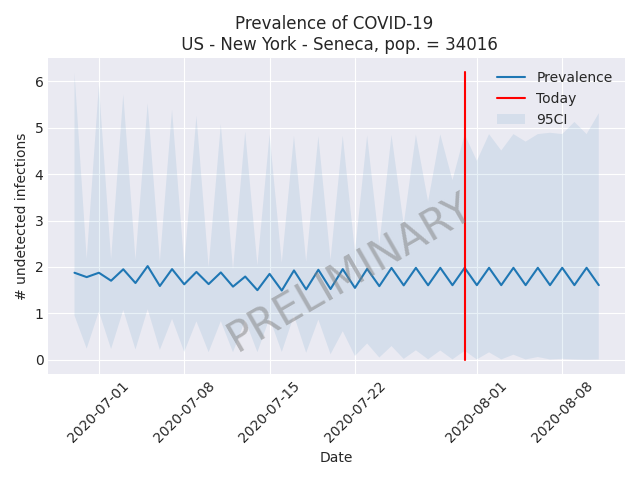 Prevalence of COVID-19
US - New York - Seneca, pop. = 34016
# undetected infections
6
5
4
3
2
1
0
Prevalence
Today
95CI
PRELIMINARY
2020-07-01
2020-07-08
2020-07-15
2020-07-22
2020-08-01
2020-08-08
Date